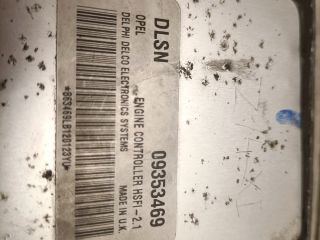 DLSN 09353469
OPEL ENGINE CONTROLLER HSFI-2.1
DELPHI DELCO ELECTRONICS SYSTEMS MADE IN U.K.